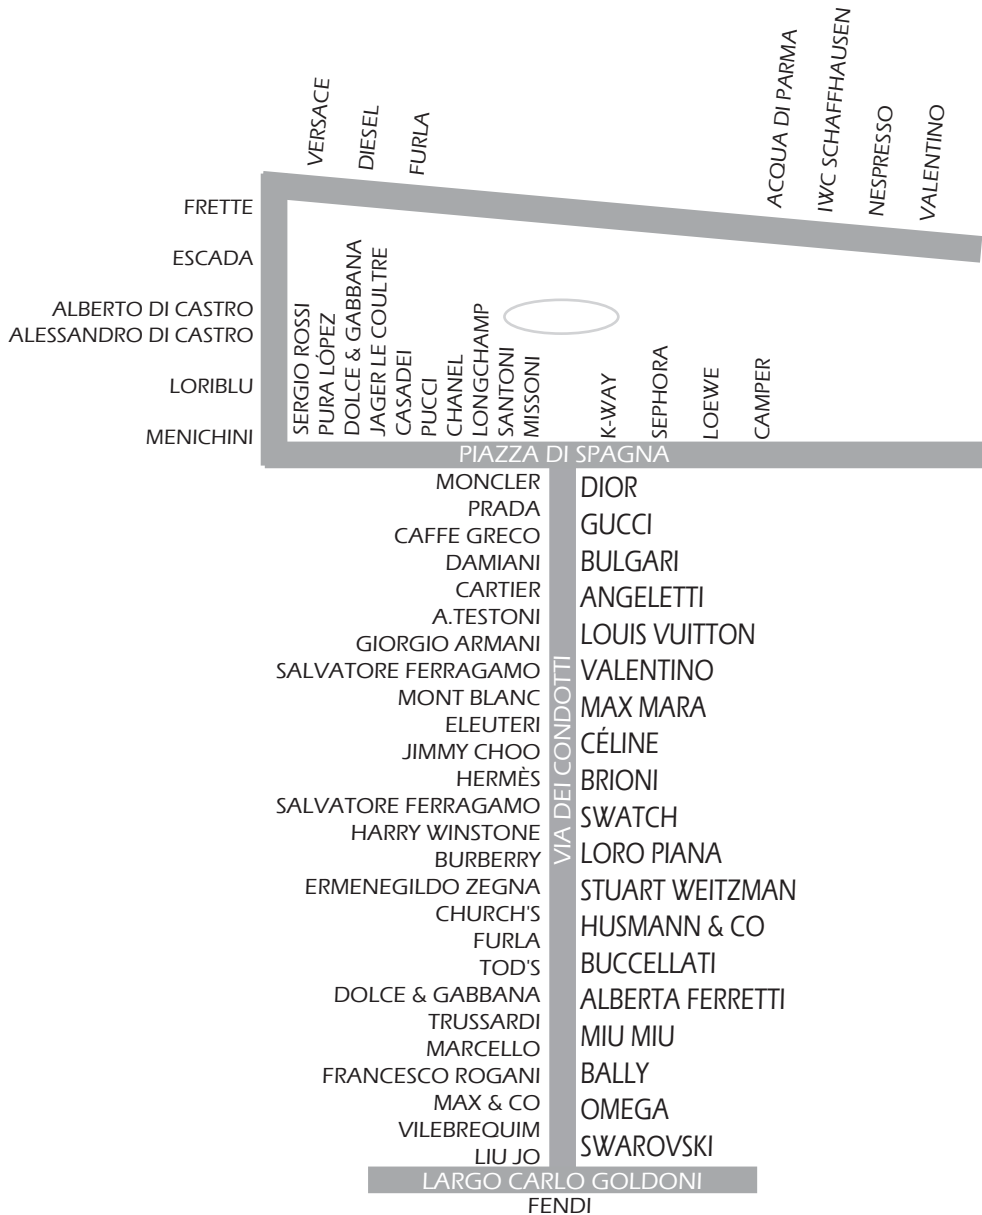 VERSACE
DIESEL
FURLA
ACQUA DI PARMA
IWC SCHAFFHAUSEN
NESPRESSO
VALENTINO
FRETTE
ESCADA
ALBERTO DI CASTRO
ALESSANDRO DI CASTRO
LORIBLU
MENICHINI
SERGIO ROSSI
PURA LÓPEZ
DOLCE & GABBANA
JAGER LE COULTRE
CASADEI
PUCCI
CHANEL
LONGCHAMP
SANTONI
MISSONI
K-WAY
SEPHORA
LOEWE
CAMPER
PIAZZA DI SPAGNA
MONCLER
PRADA
CAFFE GRECO
DAMIANI
CARTIER
A.TESTONI
GIORGIO ARMANI
SALVATORE FERRAGAMO
MONT BLANC
ELEUTERI
JIMMY CHOO
HERMÈS
SALVATORE FERRAGAMO
HARRY WINSTONE
BURBERRY
ERMENEGILDO ZEGNA
CHURCH'S
FURLA
TOD'S
DOLCE & GABBANA
TRUSSARDI
MARCELLO
FRANCESCO ROGANI
MAX & CO
VILEBREQUIM
LIU JO
VIA DEI CONDOTTI
DIOR
GUCCI
BULGARI
ANGELETTI
LOUIS VUITTON
VALENTINO
MAX MARA
CÉLINE
BRIONI
SWATCH
LORO PIANA
STUART WEITZMAN
HUSMANN & CO
BUCCELLATI
ALBERTA FERRETTI
MIU MIU
BALLY
OMEGA
SWAROVSKI
LARGO CARLO GOLDONI
FENDI